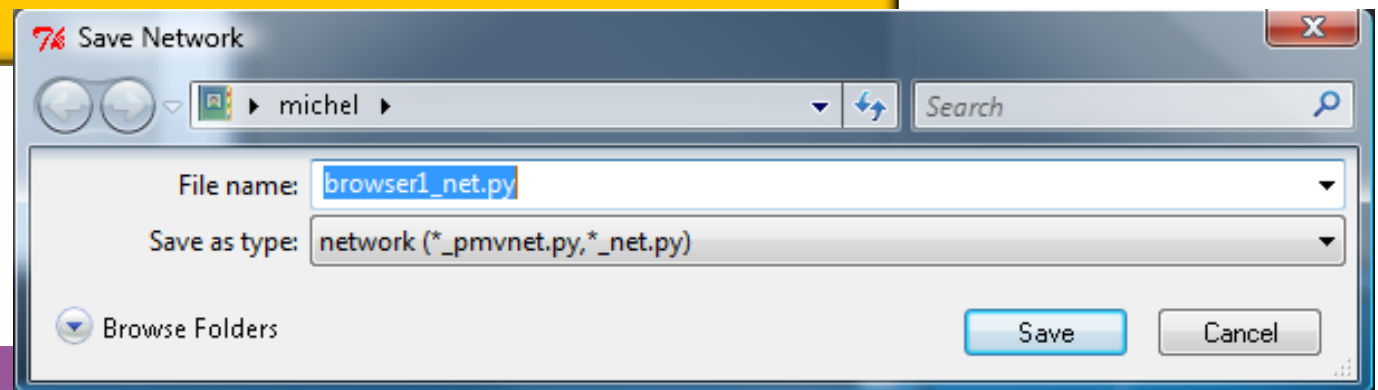 Save Network
michel
Search
File name: browser1_net.py
Save as type: network (*_pmvnet.py,*_net.py)
Browse Folders
Save
Cancel